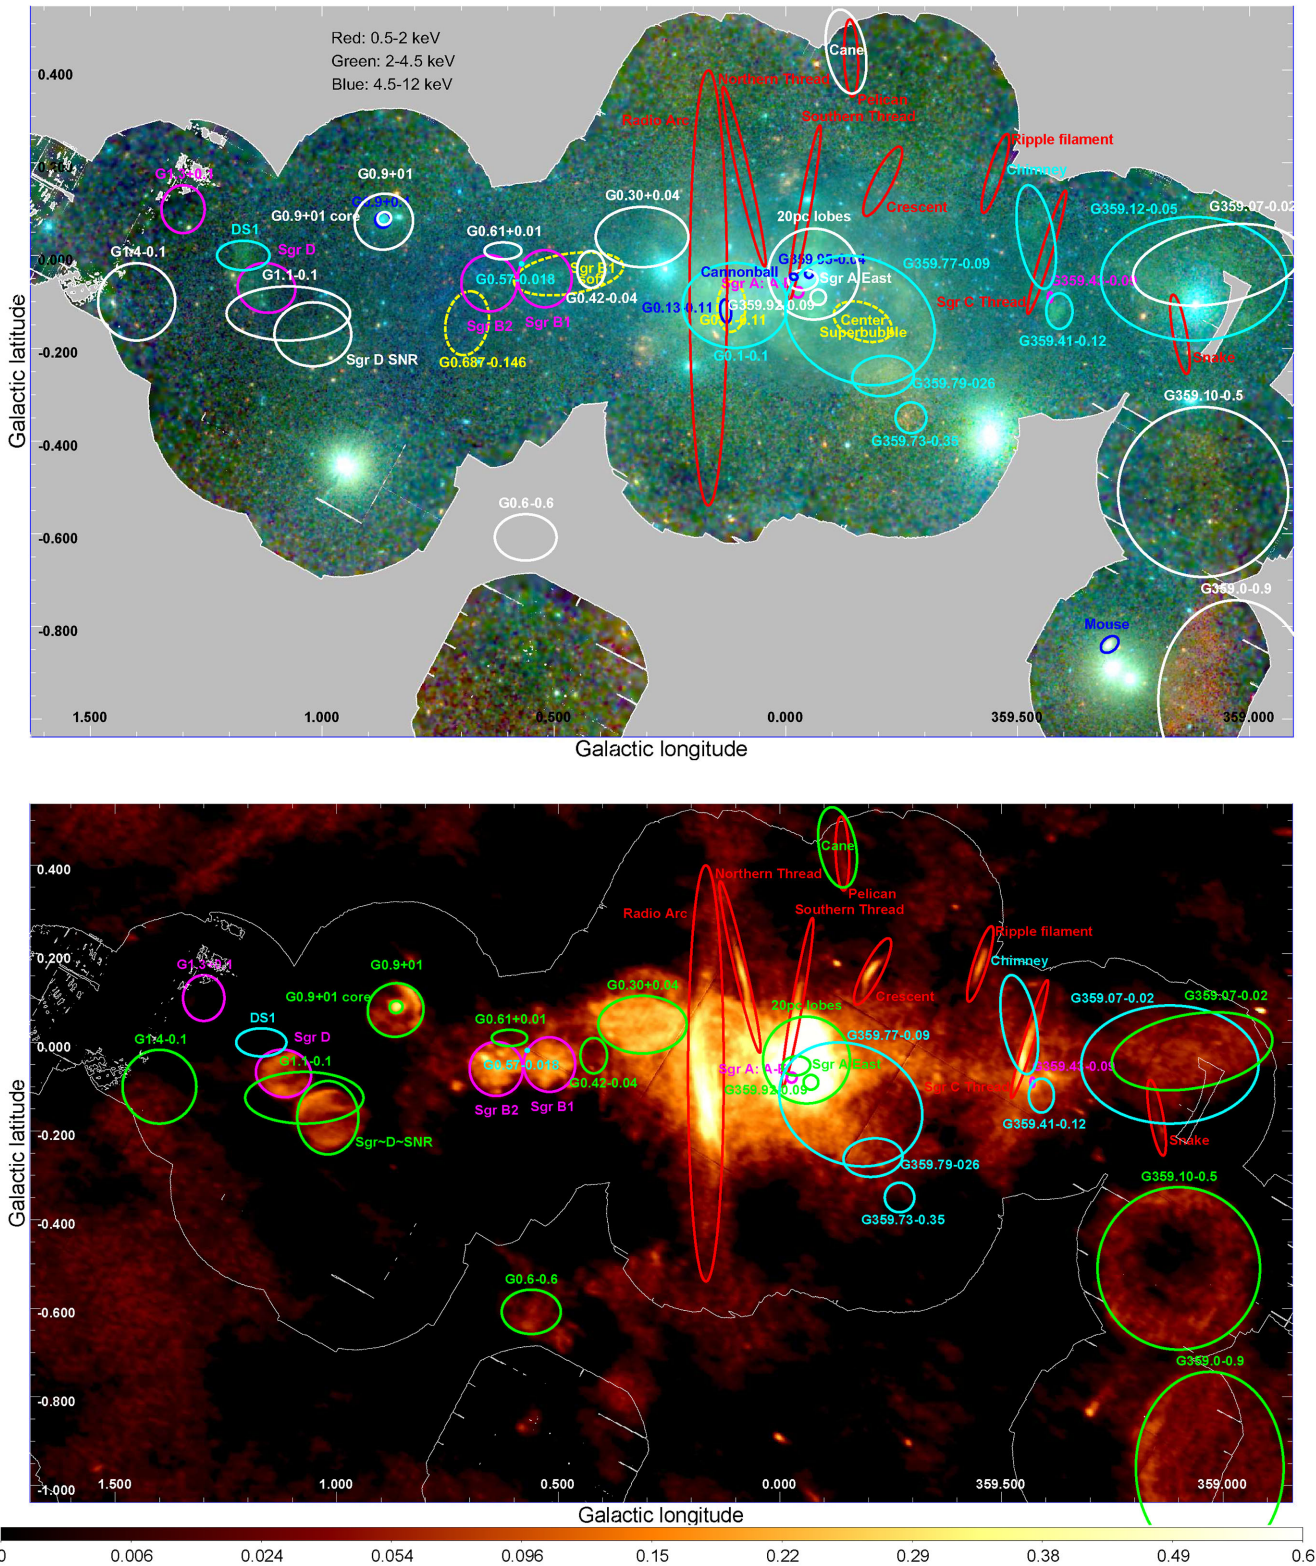 Red: 0.5-2 keV
Green: 2-4.5 keV
Blue: 4.5-12 keV
Cane
0.400
Northern Thread
Pelican
Radio Arc
Southern Thread
Ripple filament
Chimney
G0.9+01
G0.9+01 core
Crescent
G0.30+0.04
20pc lobes
G359.12-0.05
G359.07-0.02
DS1
G0.61+0.01
Sgr D
G1.4-0.1
0.000
G1.1-0.1
G0.57-0.018
Sgr B1
soft
Cannonball
Sgr A East
G359.77-0.09
G0.42-0.04
G0.13-0.11
G359.92-0.09
Sgr C Thread
Sgr B2
Sgr B1
Center
Superbubble
G0.1-0.1
G359.41-0.12
-0.200
Sgr D SNR
G0.687-0.146
Snake
G359.79-026
G359.10-0.5
-0.400
G359.73-0.35
G0.6-0.6
-0.600
G359.0-0.9
Mouse
-0.800
1.500
1.000
0.500
0.000
359.500
359.000
Galactic latitude
Galactic longitude
Cane
0.400
Northern Thread
Pelican
Radio Arc
Southern Thread
Ripple filament
0.200
G0.9+01
Chimney
G0.9+01 core
G0.30+0.04
Crescent
20pc lobes
G359.07-0.02
G359.07-0.02
DS1
G0.61+0.01
Sgr D
G1.4-0.1
0.000
G1.1-0.1
G0.57-0.018
G359.77-0.09
Sgr A East
G0.42-0.04
G359.92-0.09
Sgr C Thread
Sgr B2
Sgr B1
G359.41-0.12
-0.200
Sgr~D~SNR
Snake
G359.79-026
G359.10-0.5
-0.400
G359.73-0.35
G0.6-0.6
-0.600
G359.0-0.9
-0.800
-1.000
1.500
1.000
0.500
0.000
359.500
359.000
Galactic latitude
Galactic longitude
0
0.006
0.024
0.054
0.096
0.15
0.22
0.29
0.38
0.49